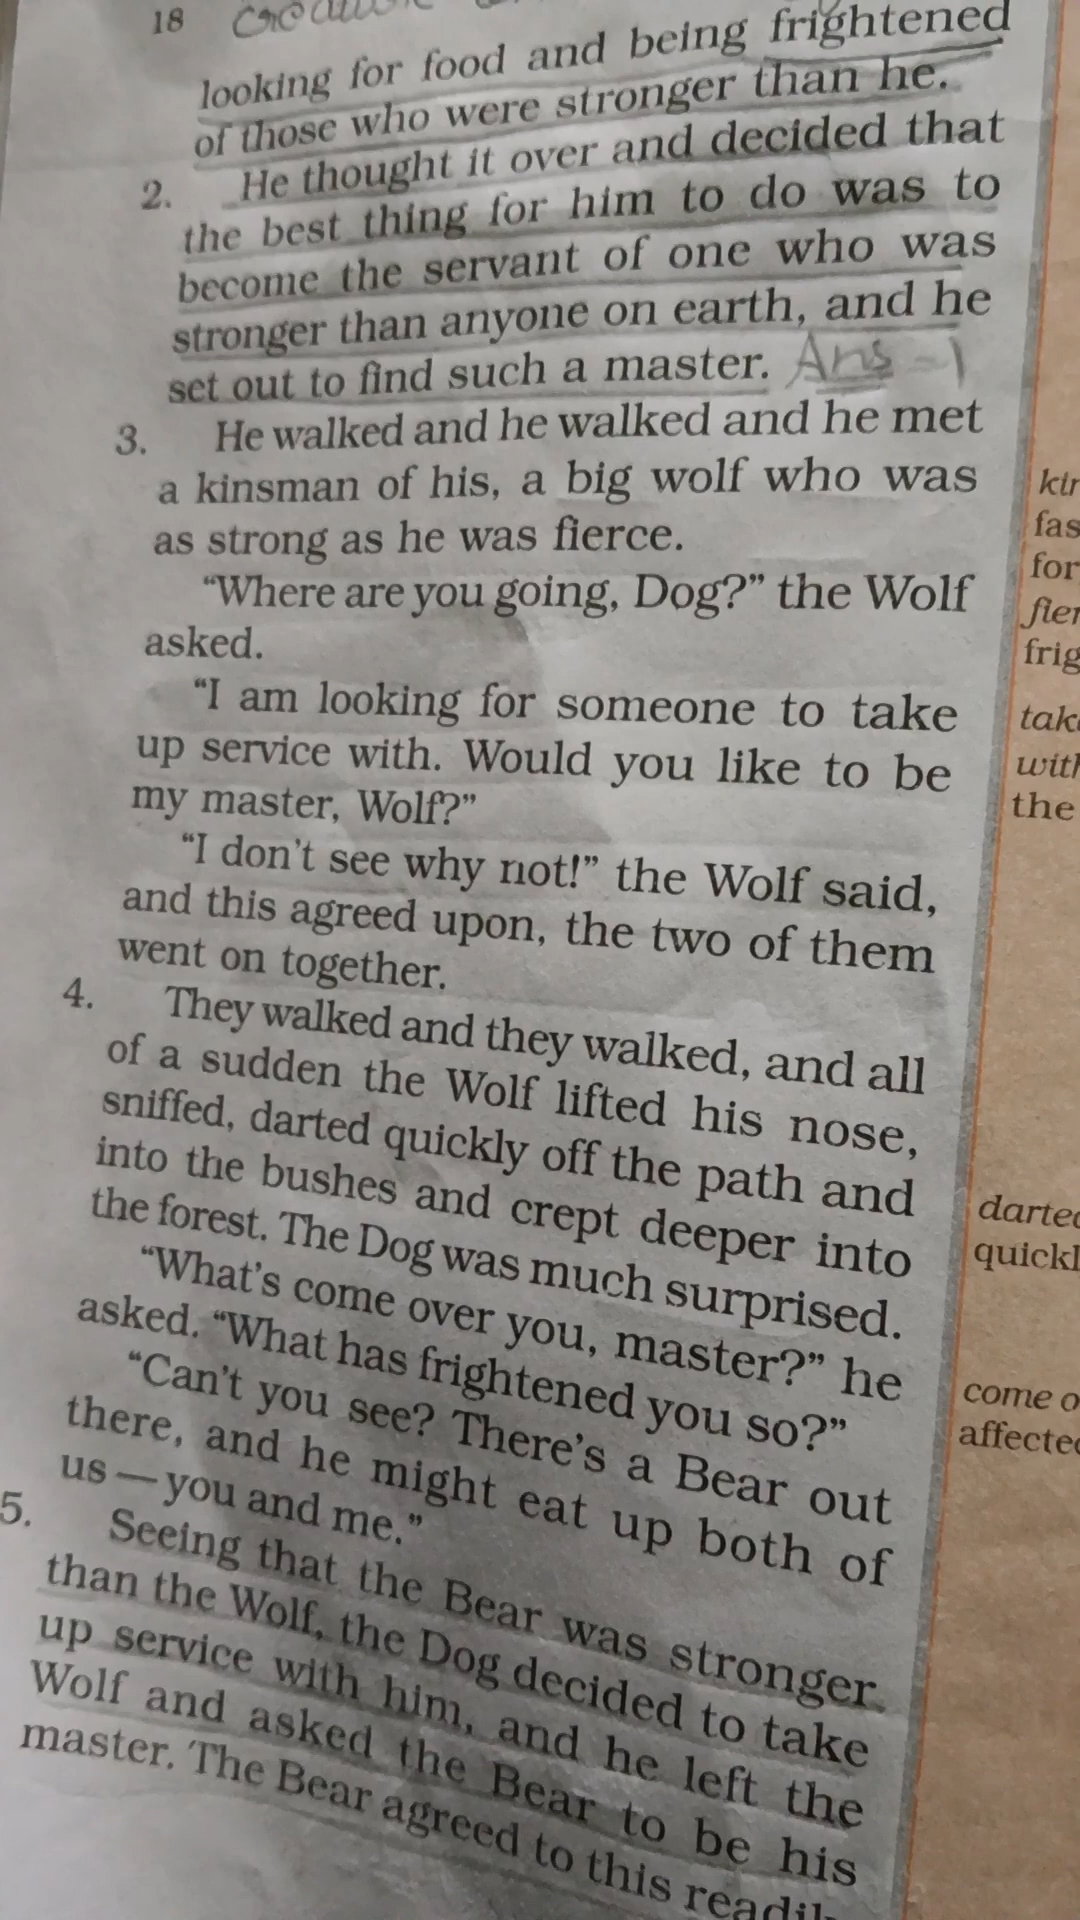 18
looking for food and being frightened
of those who were stronger than he.
2. He thought it over and decided that
the best thing for him to do was to
become the servant of one who was
stronger than anyone on earth, and he
set out to find such a master. Ans - 1
3. He walked and he walked and he met
a kinsman of his, a big wolf who was
as strong as he was fierce.
“Where are you going, Dog?” the Wolf
asked.
“I am looking for someone to take
up service with. Would you like to be
my master, Wolf?”
“I don’t see why not!” the Wolf said,
and this agreed upon, the two of them
went on together.
4. They walked and they walked, and all
of a sudden the Wolf lifted his nose,
sniffed, darted quickly off the path and
into the bushes and crept deeper into
the forest. The Dog was much surprised.
“What’s come over you, master?” he
asked. “What has frightened you so?”
“Can’t you see? There’s a Bear out
there, and he might eat up both of
us — you and me.”
5. Seeing that the Bear was stronger
than the Wolf, the Dog decided to take
up service with him, and he left the
Wolf and asked the Bear to be his
master. The Bear agreed to this
the
come